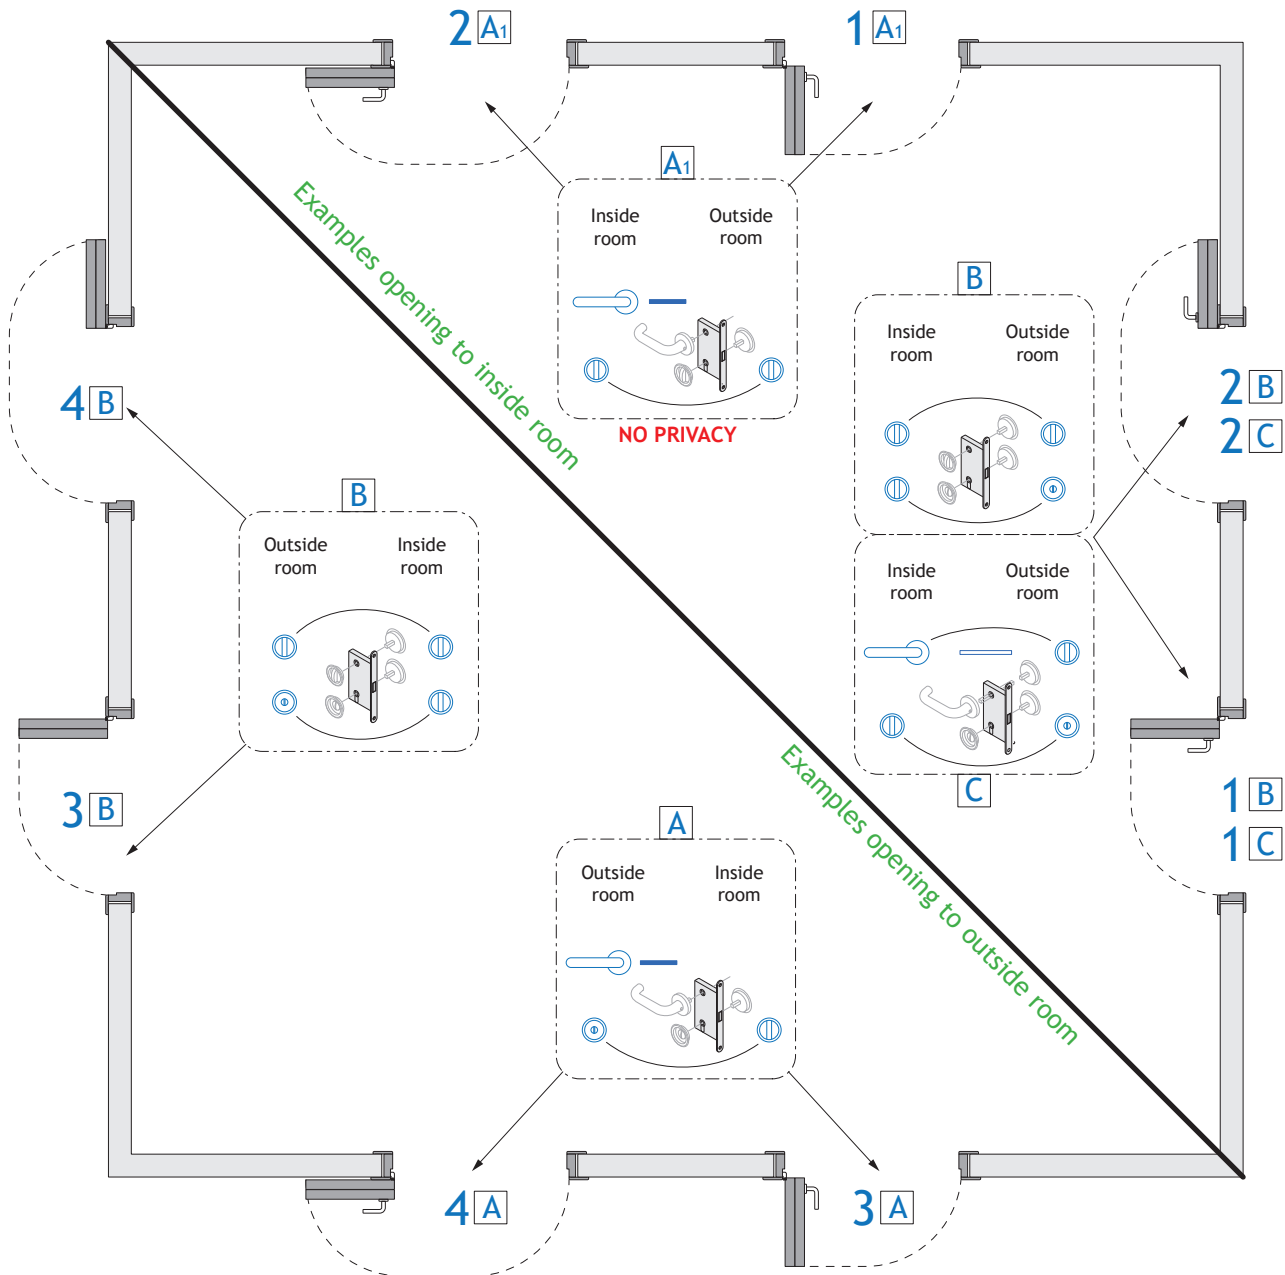 2 A1
1 A1
A1
Inside room
Outside room
NO PRIVACY
Examples opening to inside room
B
Inside room
Outside room
2 B
2 C
4 B
B
Outside room
Inside room
Inside room
Outside room
C
1 B
1 C
3 B
A
Outside room
Inside room
Examples opening to outside room
4 A
3 A